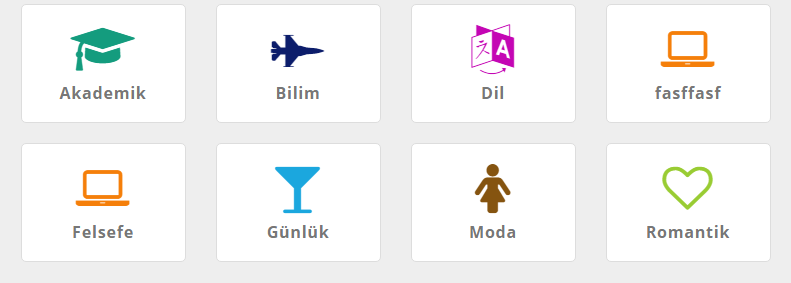 Akademik
Bilim
Dil
fasffasf
Felsefe
Günlük
Moda
Romantik